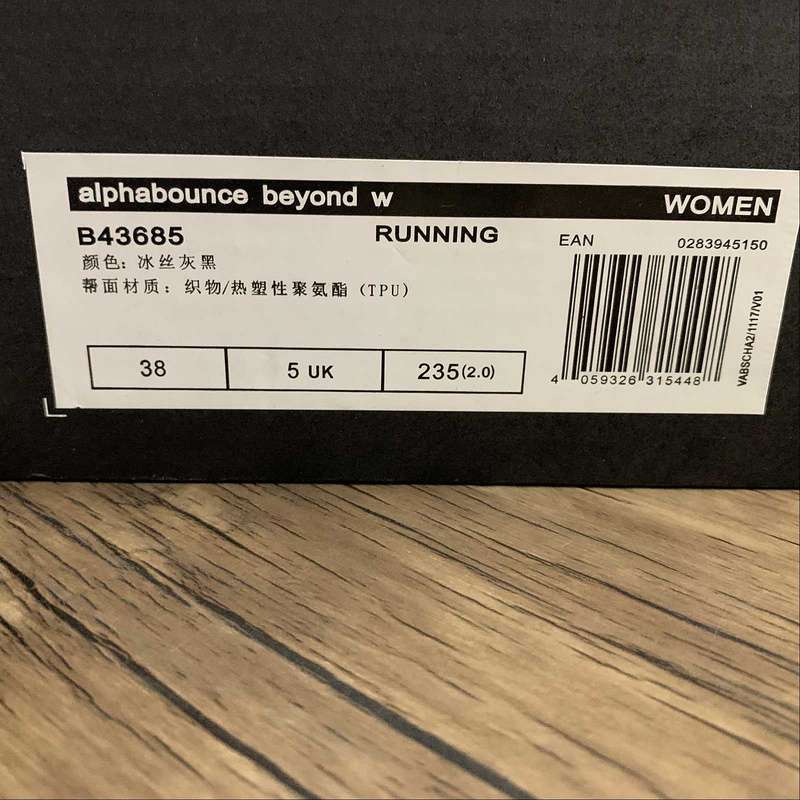 alphabounce beyond w
WOMEN
B43685
RUNNING
EAN
0283945150
颜色：冰丝灰黑
帮面材质：织物/热塑性聚氨酯（TPU）
38
5 UK
235(2.0)
4 059326 315448
VABSCHA2/1117/V01